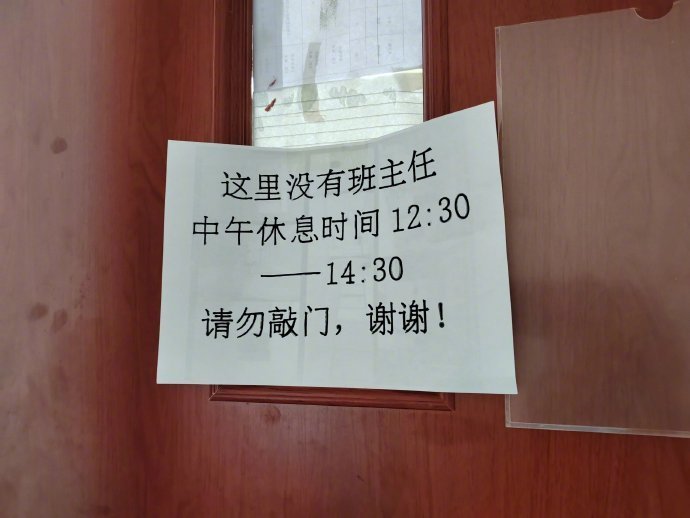 这里没有班主任
中午休息时间 12:30
——14:30
请勿敲门，谢谢！